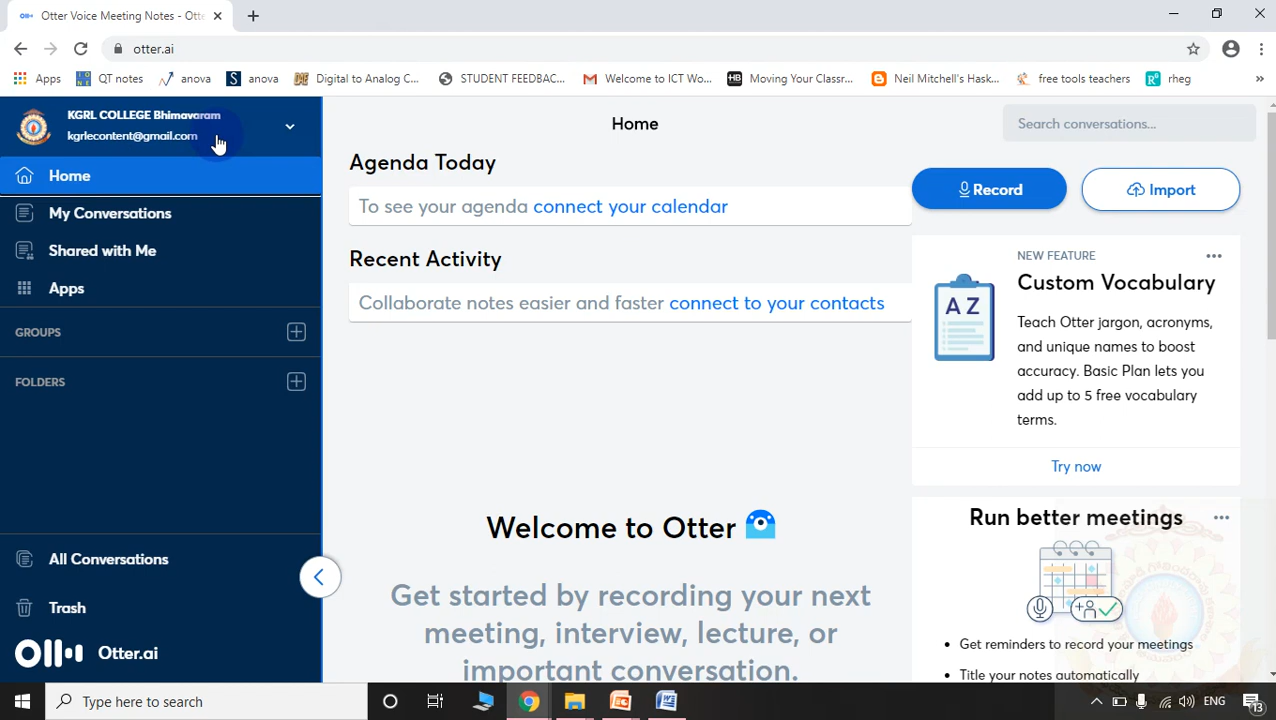 Otter Voice Meeting Notes - Otte
otter.ai
Apps
QT notes
anova
anova
Digital to Analog C...
STUDENT FEEDBAC...
Welcome to ICT Wo...
Moving Your Classr...
Neil Mitchell's Hask...
free tools teachers
rheg
»
KGRL COLLEGE Bhimavaram
kgrlecontent@gmail.com
Home
My Conversations
Shared with Me
Apps
GROUPS
FOLDERS
All Conversations
Trash
Otter.ai
Home
Search conversations...
Agenda Today
To see your agenda connect your calendar
Recent Activity
Collaborate notes easier and faster connect to your contacts
Welcome to Otter
Get started by recording your next
meeting, interview, lecture, or
important conversation.
Record
Import
NEW FEATURE
Custom Vocabulary
A Z
Teach Otter jargon, acronyms,
and unique names to boost
accuracy. Basic Plan lets you
add up to 5 free vocabulary
terms.
Try now
Run better meetings
• Get reminders to record your meetings
• Title your notes automatically
Type here to search
ENG
13